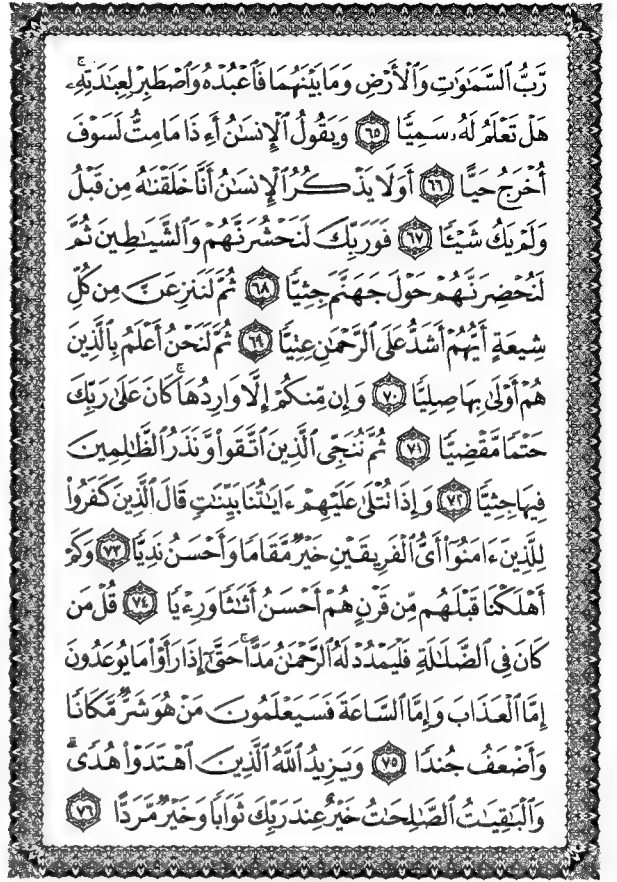 رَّبُّ ٱلسَّمَٰوَٰتِ وَٱلْأَرْضِ وَمَا بَيْنَهُمَا فَٱعْبُدْهُ وَٱصْطَبِرْ لِعِبَٰدَتِهِۦۚ
هَلْ تَعْلَمُ لَهُۥ سَمِيًّا ٦٥ وَيَقُولُ ٱلْإِنسَٰنُ أَءِذَا مَا مِتُّ لَسَوْفَ
أُخْرَجُ حَيًّا ٦٦ أَوَلَا يَذْكُرُ ٱلْإِنسَٰنُ أَنَّا خَلَقْنَٰهُ مِن قَبْلُ
وَلَمْ يَكُ شَيْـًٔا ٦٧ فَوَرَبِّكَ لَنَحْشُرَنَّهُمْ وَٱلشَّيَٰطِينَ ثُمَّ
لَنُحْضِرَنَّهُمْ حَوْلَ جَهَنَّمَ جِثِيًّا ٦٨ ثُمَّ لَنَنزِعَنَّ مِن كُلِّ
شِيعَةٍ أَيُّهُمْ أَشَدُّ عَلَى ٱلرَّحْمَٰنِ عِتِيًّا ٦٩ ثُمَّ لَنَحْنُ أَعْلَمُ بِٱلَّذِينَ
هُمْ أَوْلَىٰ بِهَا صِلِيًّا ٧٠ وَإِن مِّنكُمْ إِلَّا وَارِدُهَاۚ كَانَ عَلَىٰ رَبِّكَ
حَتْمًا مَّقْضِيًّا ٧١ ثُمَّ نُنَجِّى ٱلَّذِينَ ٱتَّقَوا۟ وَّنَذَرُ ٱلظَّٰلِمِينَ
فِيهَا جِثِيًّا ٧٢ وَإِذَا تُتْلَىٰ عَلَيْهِمْ ءَايَٰتُنَا بَيِّنَٰتٍ قَالَ ٱلَّذِينَ كَفَرُوا۟
لِلَّذِينَ ءَامَنُوٓا۟ أَىُّ ٱلْفَرِيقَيْنِ خَيْرٌ مَّقَامًا وَأَحْسَنُ نَدِيًّا ٧٣ وَكَمْ
أَهْلَكْنَا قَبْلَهُم مِّن قَرْنٍ هُمْ أَحْسَنُ أَثَٰثًا وَرِءْيًا ٧٤ قُلْ مَن
كَانَ فِى ٱلضَّلَٰلَةِ فَلْيَمْدُدْ لَهُ ٱلرَّحْمَٰنُ مَدًّاۚ حَتَّىٰٓ إِذَا رَأَوْا۟ مَا يُوعَدُونَ
إِمَّا ٱلْعَذَابَ وَإِمَّا ٱلسَّاعَةَ فَسَيَعْلَمُونَ مَنْ هُوَ شَرٌّ مَّكَانًا
وَأَضْعَفُ جُندًا ٧٥ وَيَزِيدُ ٱللَّهُ ٱلَّذِينَ ٱهْتَدَوْا۟ هُدًىۗ
وَٱلْبَٰقِيَٰتُ ٱلصَّٰلِحَٰتُ خَيْرٌ عِندَ رَبِّكَ ثَوَابًا وَخَيْرٌ مَّرَدًّا ٧٦